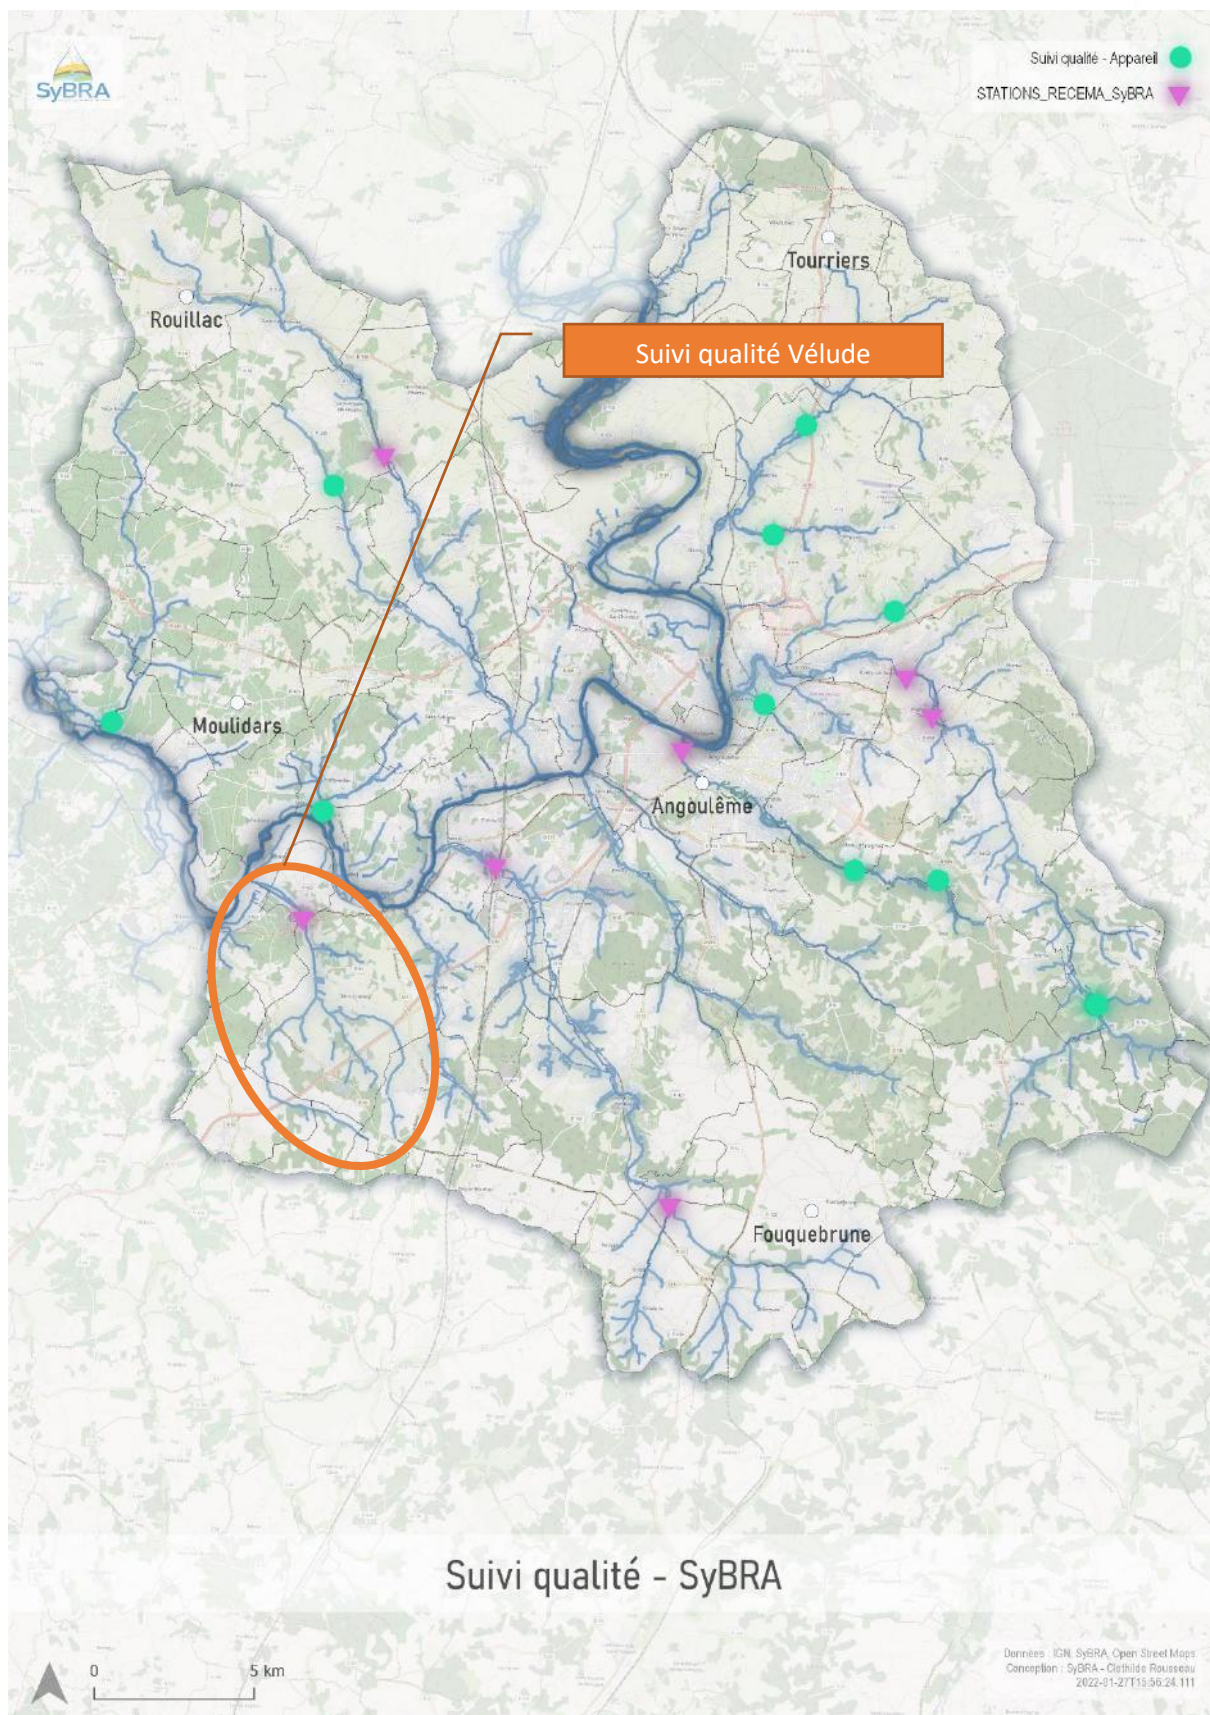 SyBRA
Suivi qualité - Appareil
STATIONS_RECEMA_SyBRA
Tourriers
Rouillac
Suivi qualité Vélude
Moulidars
Angoulême
Fouquebrune
Suivi qualité - SyBRA
0
5 km
Données : IGN, SyBRA, Open Street Maps
Conception : SyBRA - Clothilde Rousseau
2022-01-27T15:56:24.111